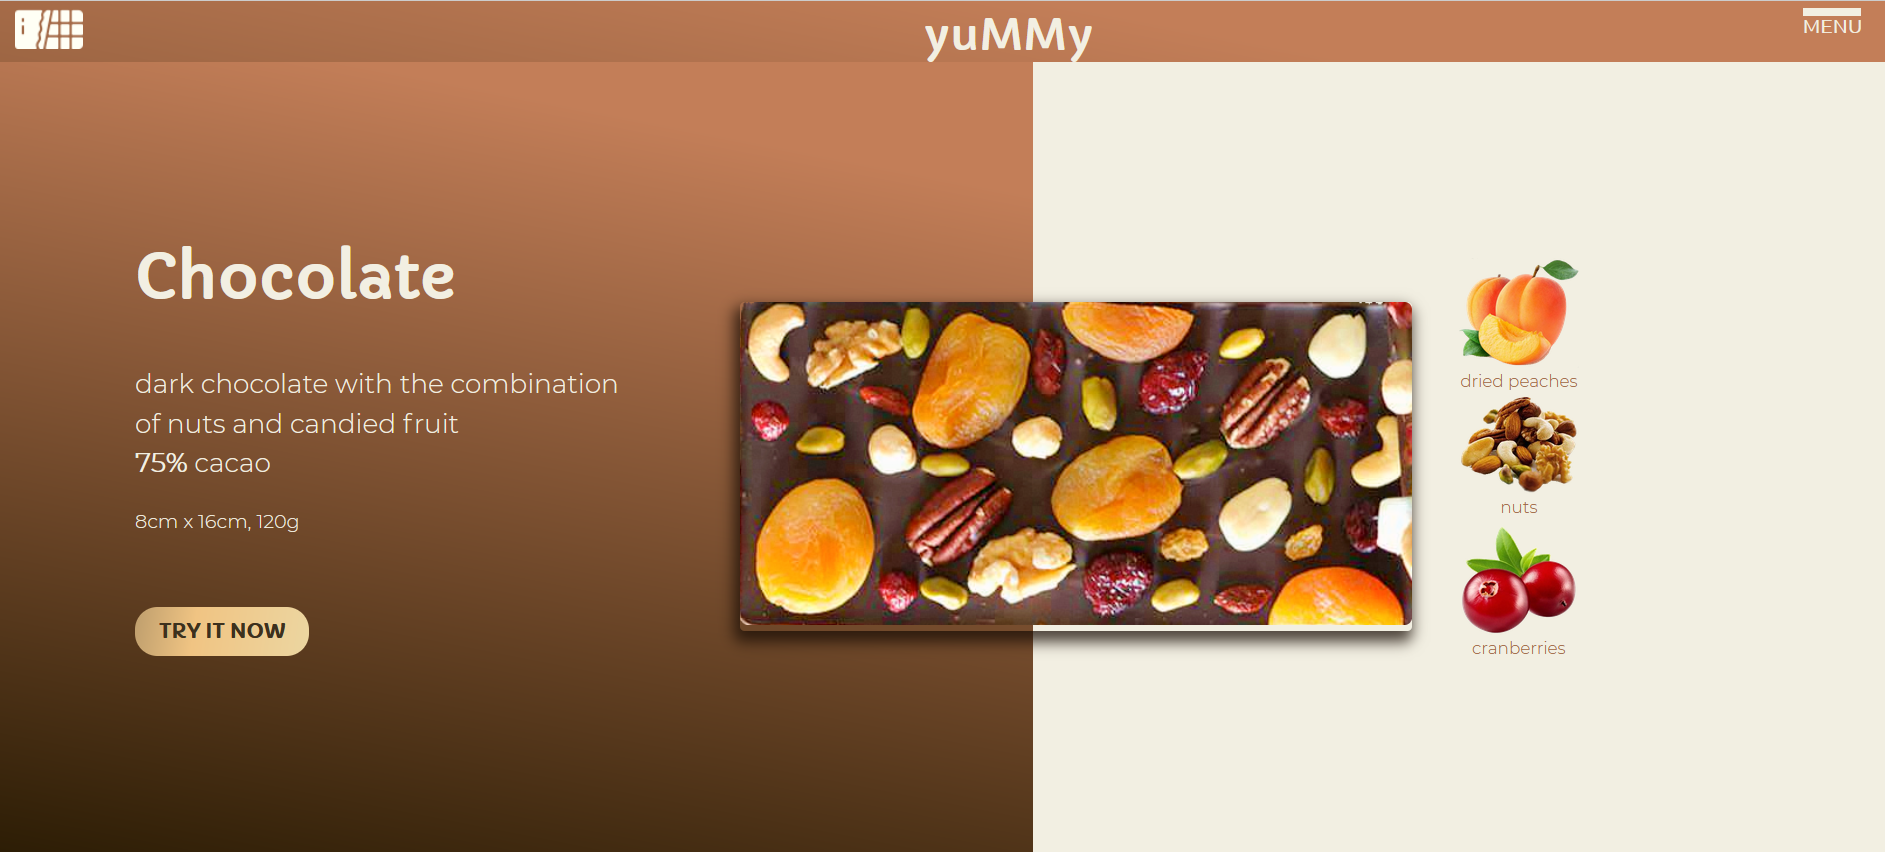 yuMMy
MENU
Chocolate
dark chocolate with the combination
of nuts and candied fruit
75% cacao
8cm x 16cm, 120g
TRY IT NOW
dried peaches
nuts
cranberries